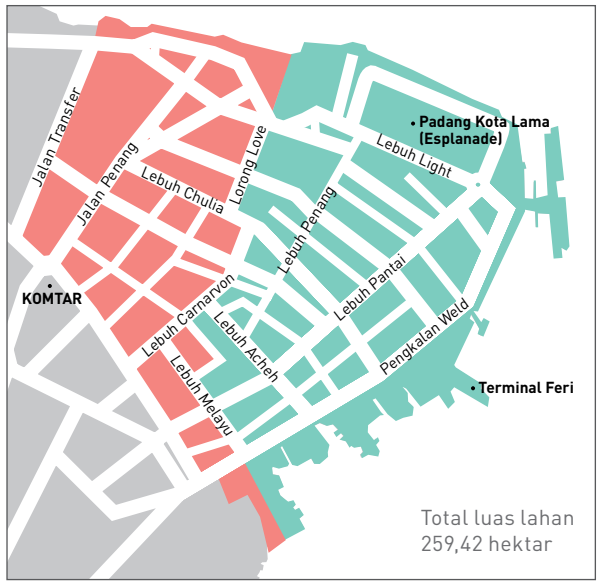 Jalan Transfer
Jalan Penang
Lebuh Chulia
Lorong Love
Padang Kota Lama
(Esplanade)
Lebuh Light
Lebuh Penang
Lebuh Pantai
KOMTAR
Lebuh Carnarvon
Lebuh Acheh
Pengkalan Weld
Lebuh Melayu
Terminal Feri
Total luas lahan
259,42 hektar